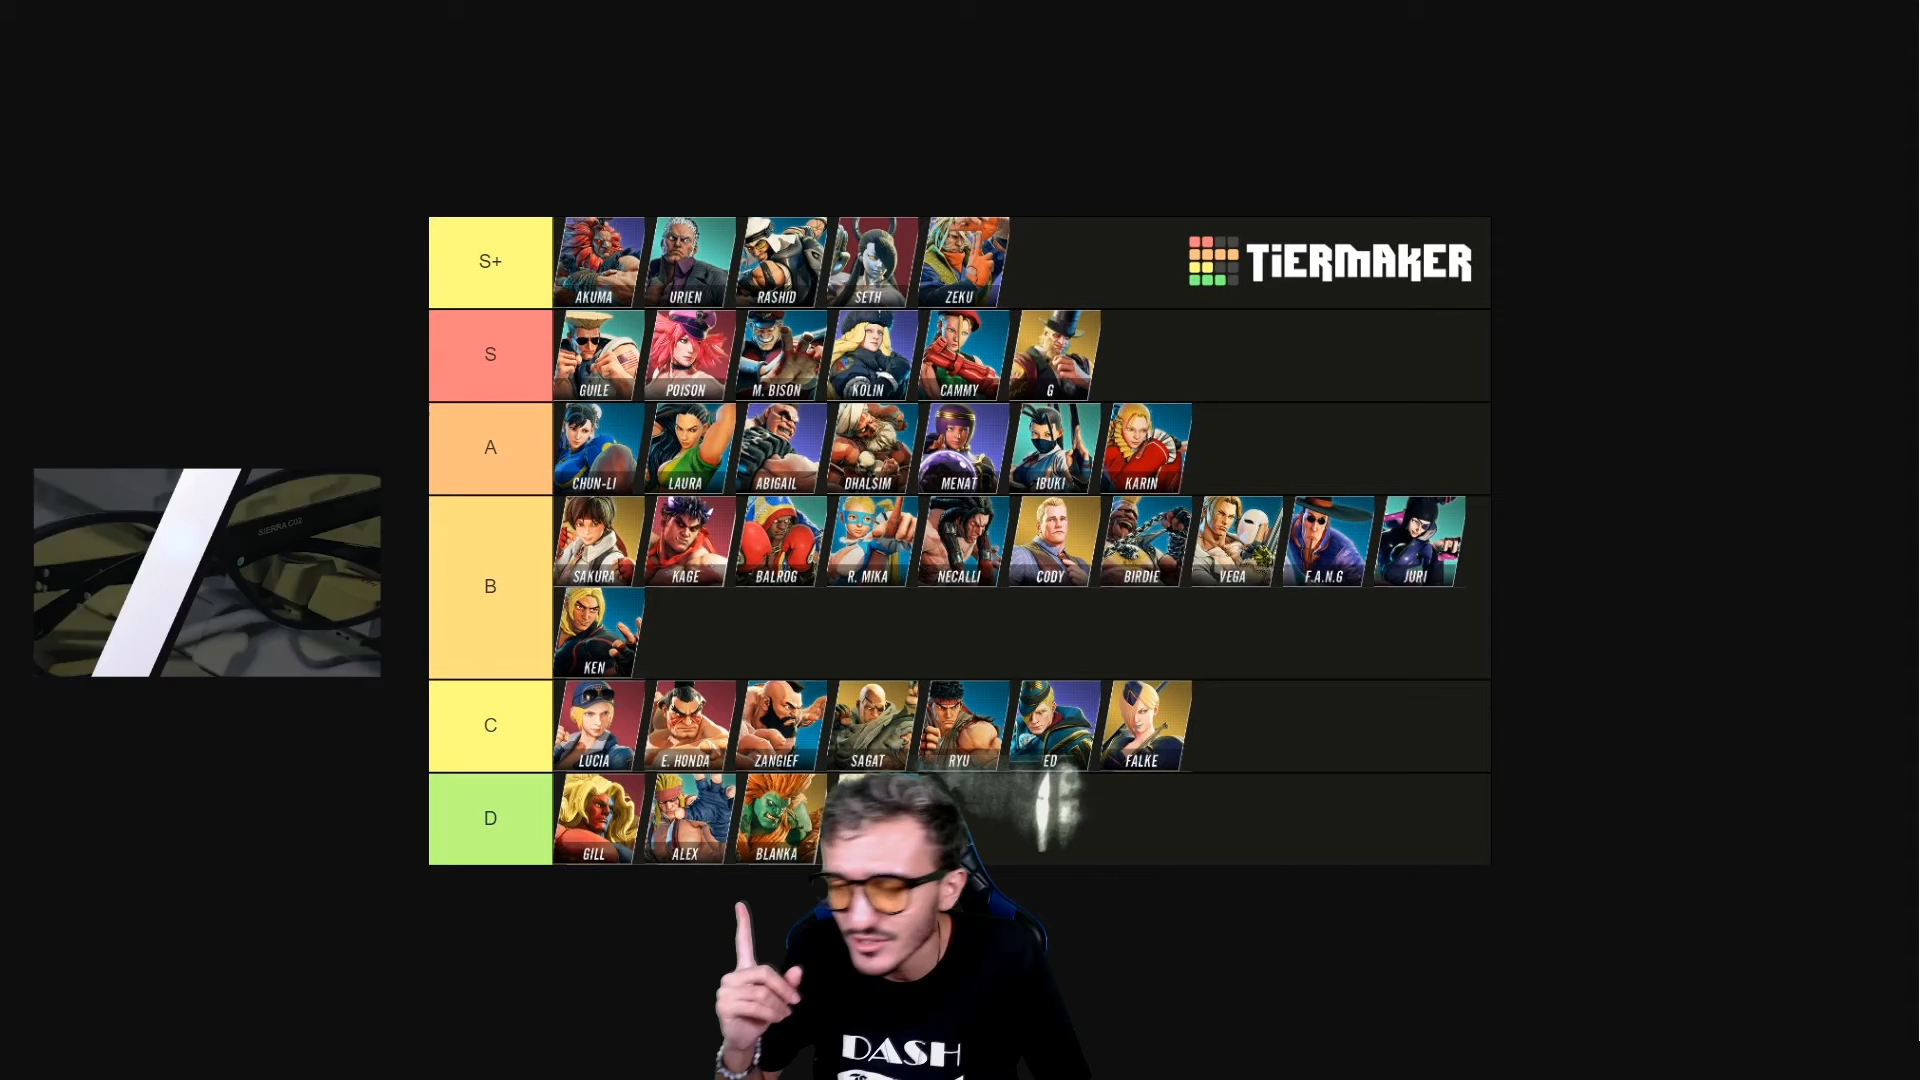 TiERMAKER
S+
AKUMA URIEN RASHID SETH ZEKU
S
GUILE POISON M. BISON KOLIN CAMMY G
A
CHUN-LI LAURA ABIGAIL DHALSIM MENAT IBUKI KARIN
B
SAKURA KAGE BALROG R. MIKA NECALLI CODY BIRDIE VEGA F.A.N.G JURI
KEN
C
LUCIA E. HONDA ZANGIEF SAGAT RYU ED FALKE
D
GILL ALEX BLANKA
SIERRA C02
DASH